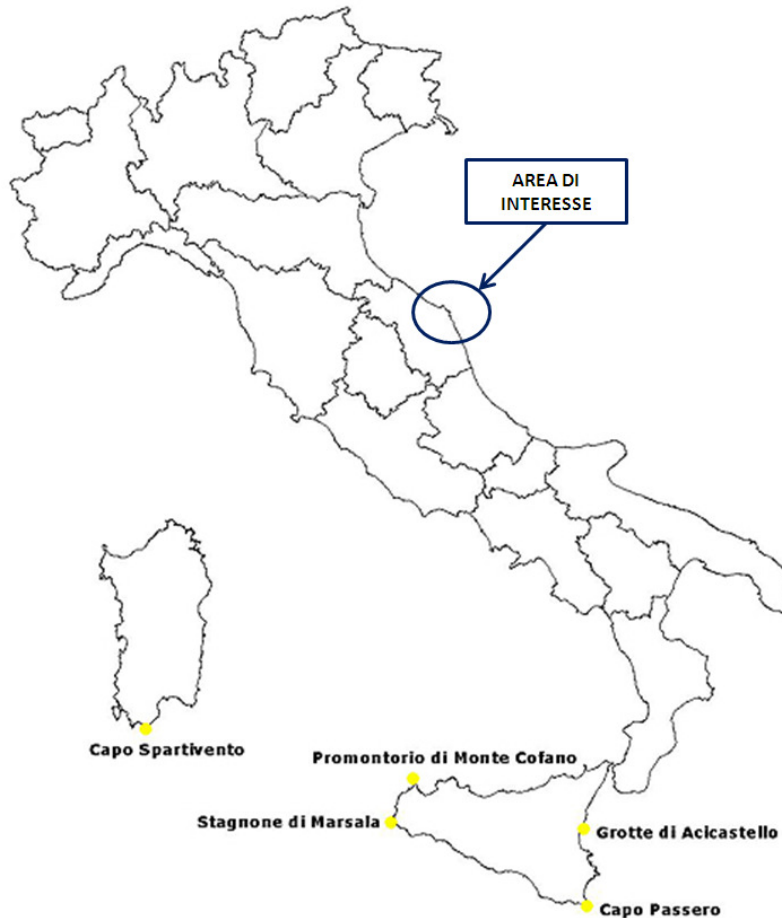 AREA DI
INTERESSE
Capo Spartivento
Promontorio di Monte Cofano
Stagnone di Marsala
Grotte di Acicastello
Capo Passero